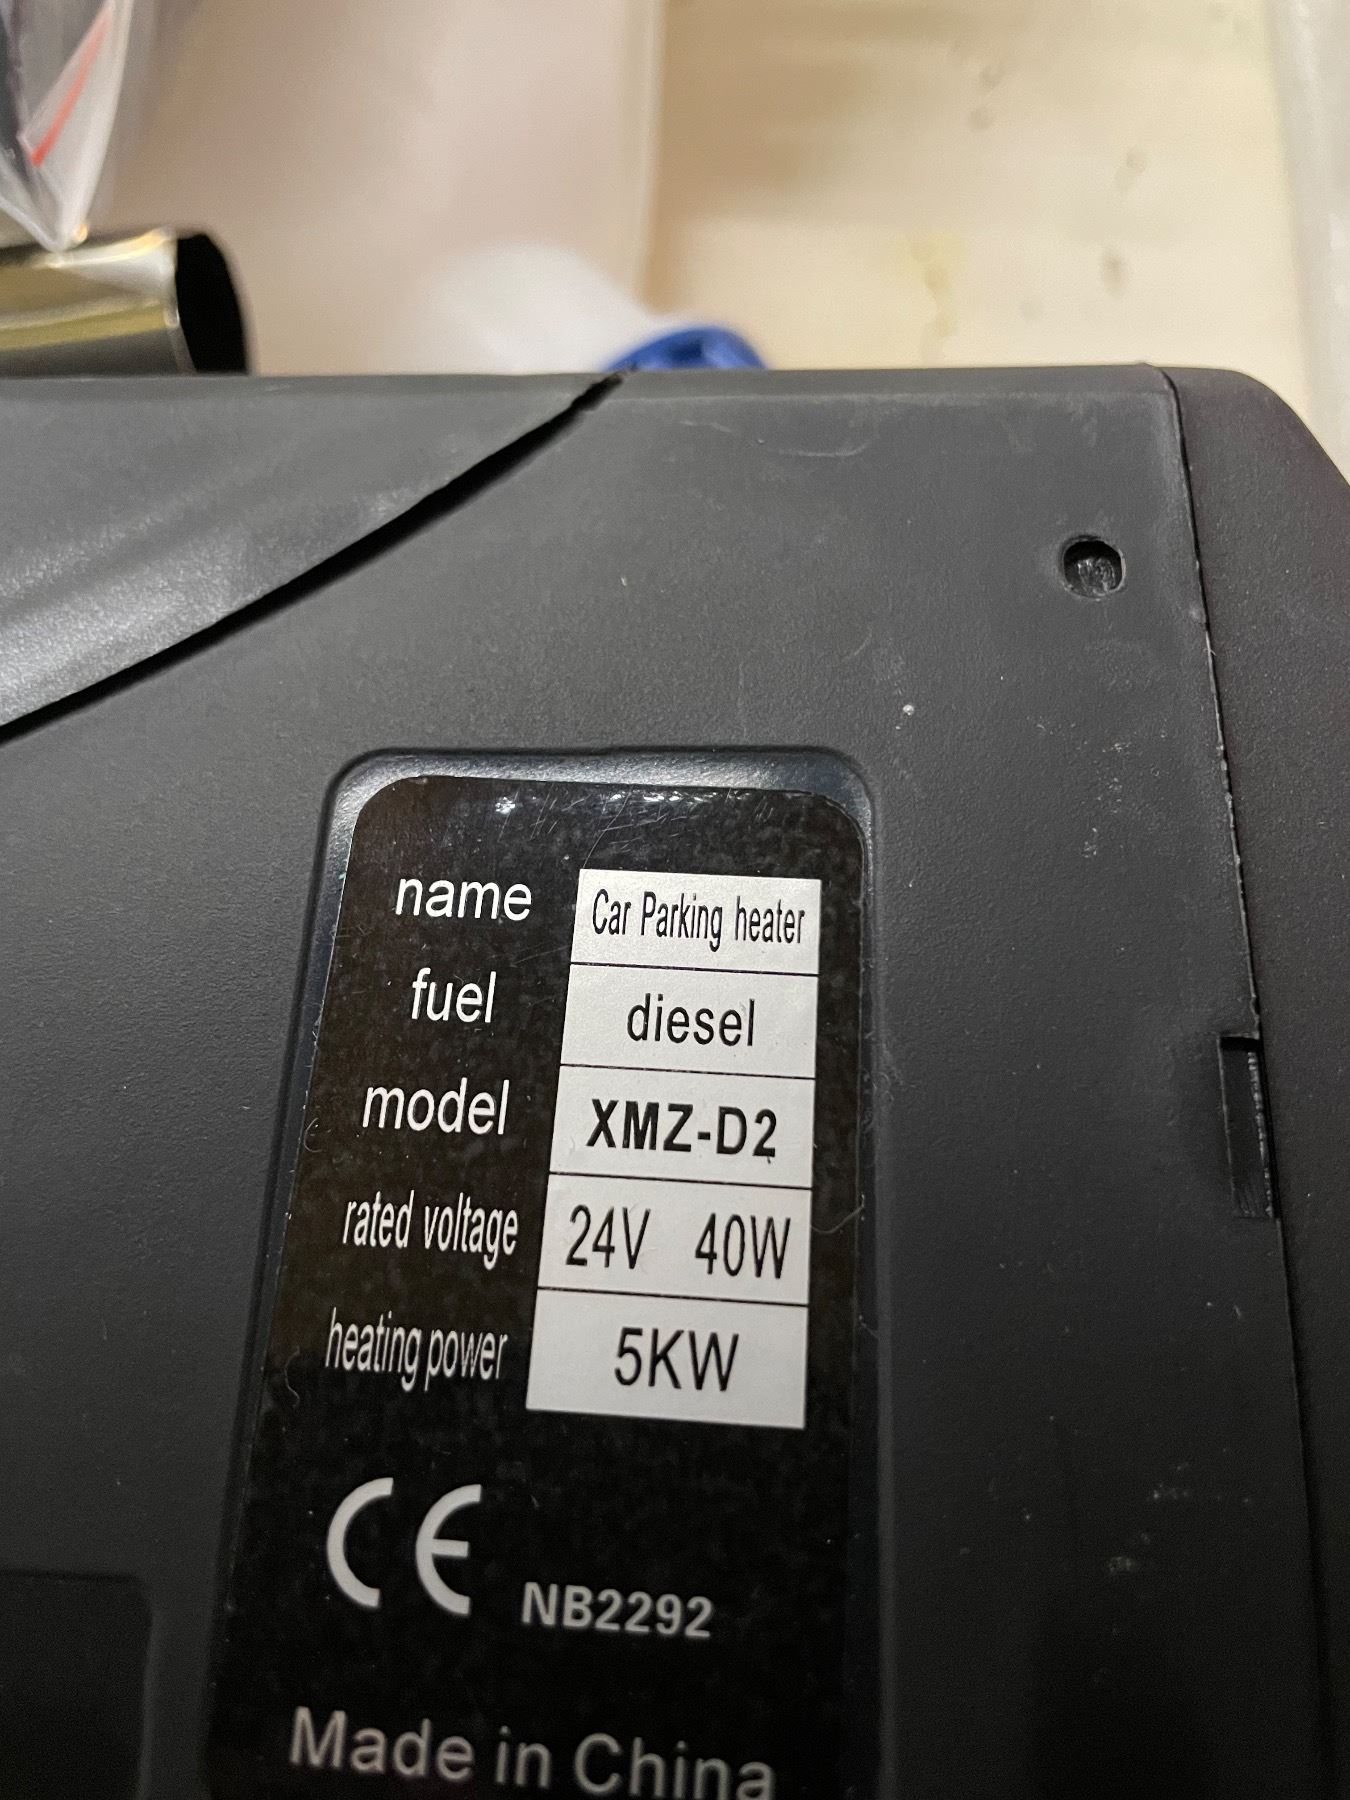 name Car Parking heater
fuel diesel
model XMZ-D2
rated voltage 24V 40W
heating power 5KW
CE NB2292
Made in China